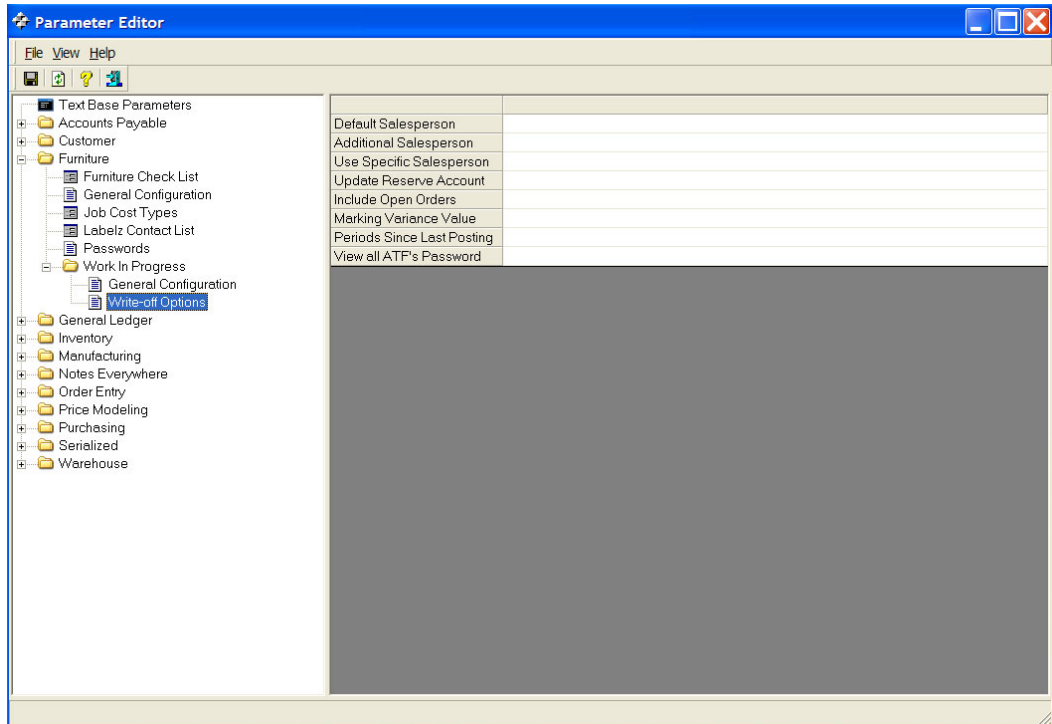 Parameter Editor
File View Help
Text Base Parameters
Accounts Payable
Customer
Furniture
Furniture Check List
General Configuration
Job Cost Types
Labelz Contact List
Passwords
Work In Progress
General Configuration
Write-off Options
General Ledger
Inventory
Manufacturing
Notes Everywhere
Order Entry
Price Modeling
Purchasing
Serialized
Warehouse
Default Salesperson
Additional Salesperson
Use Specific Salesperson
Update Reserve Account
Include Open Orders
Marking Variance Value
Periods Since Last Posting
View all ATF's Password